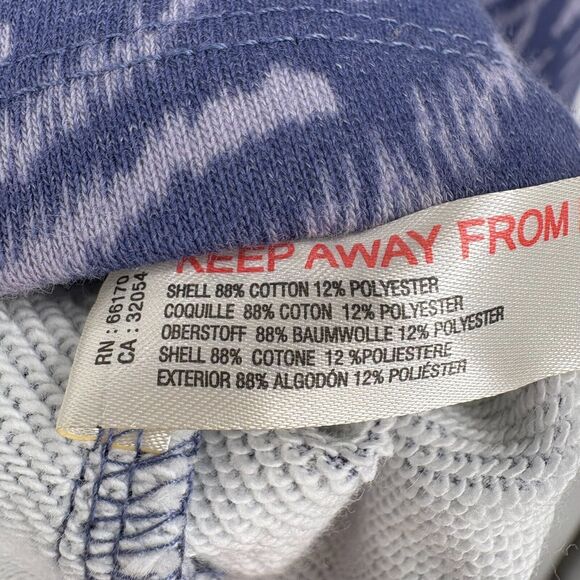 KEEP AWAY FROM
SHELL 88% COTTON 12% POLYESTER
COQUILLE 88% COTON 12% POLYESTER
OBERSTOFF 88% BAUMWOLLE 12% POLYESTER
SHELL 88% COTONE 12 %POLIESTERE
EXTERIOR 88% ALGODÓN 12% POLIÉSTER
RN : 66170
CA : 32054